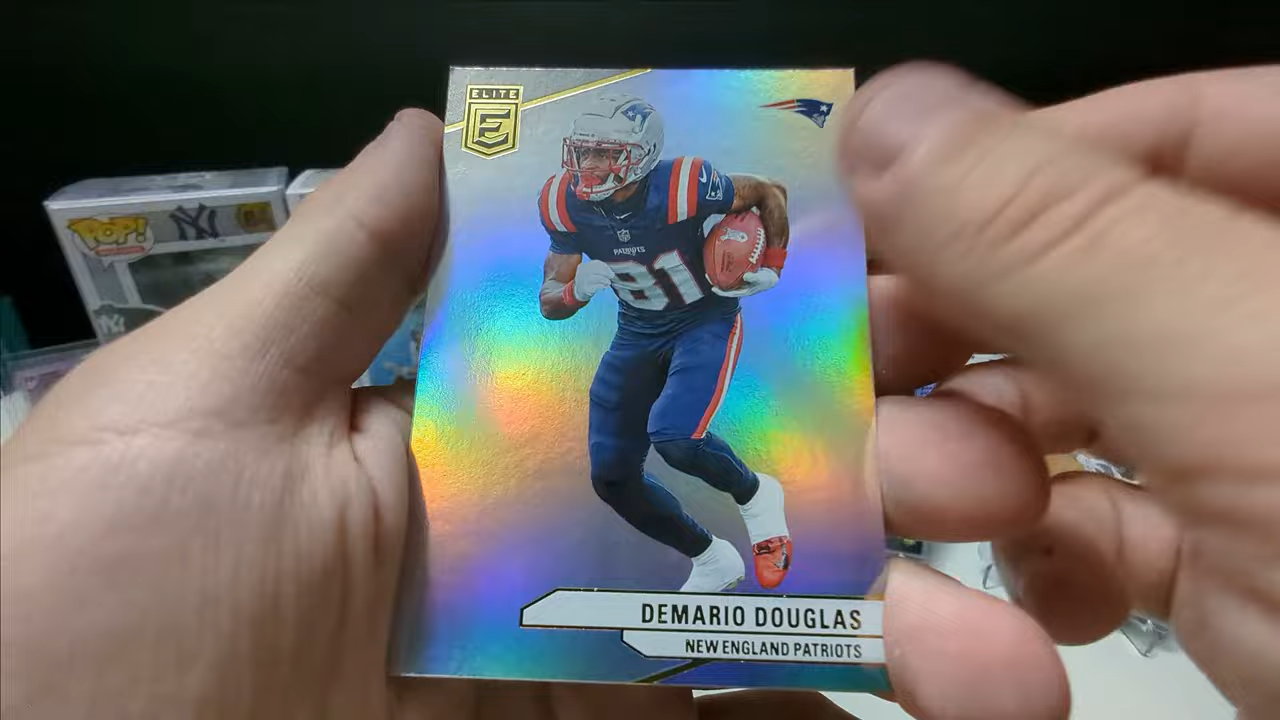 POP!
ELITE
E
PATRIOTS
81
DEMARIO DOUGLAS
NEW ENGLAND PATRIOTS